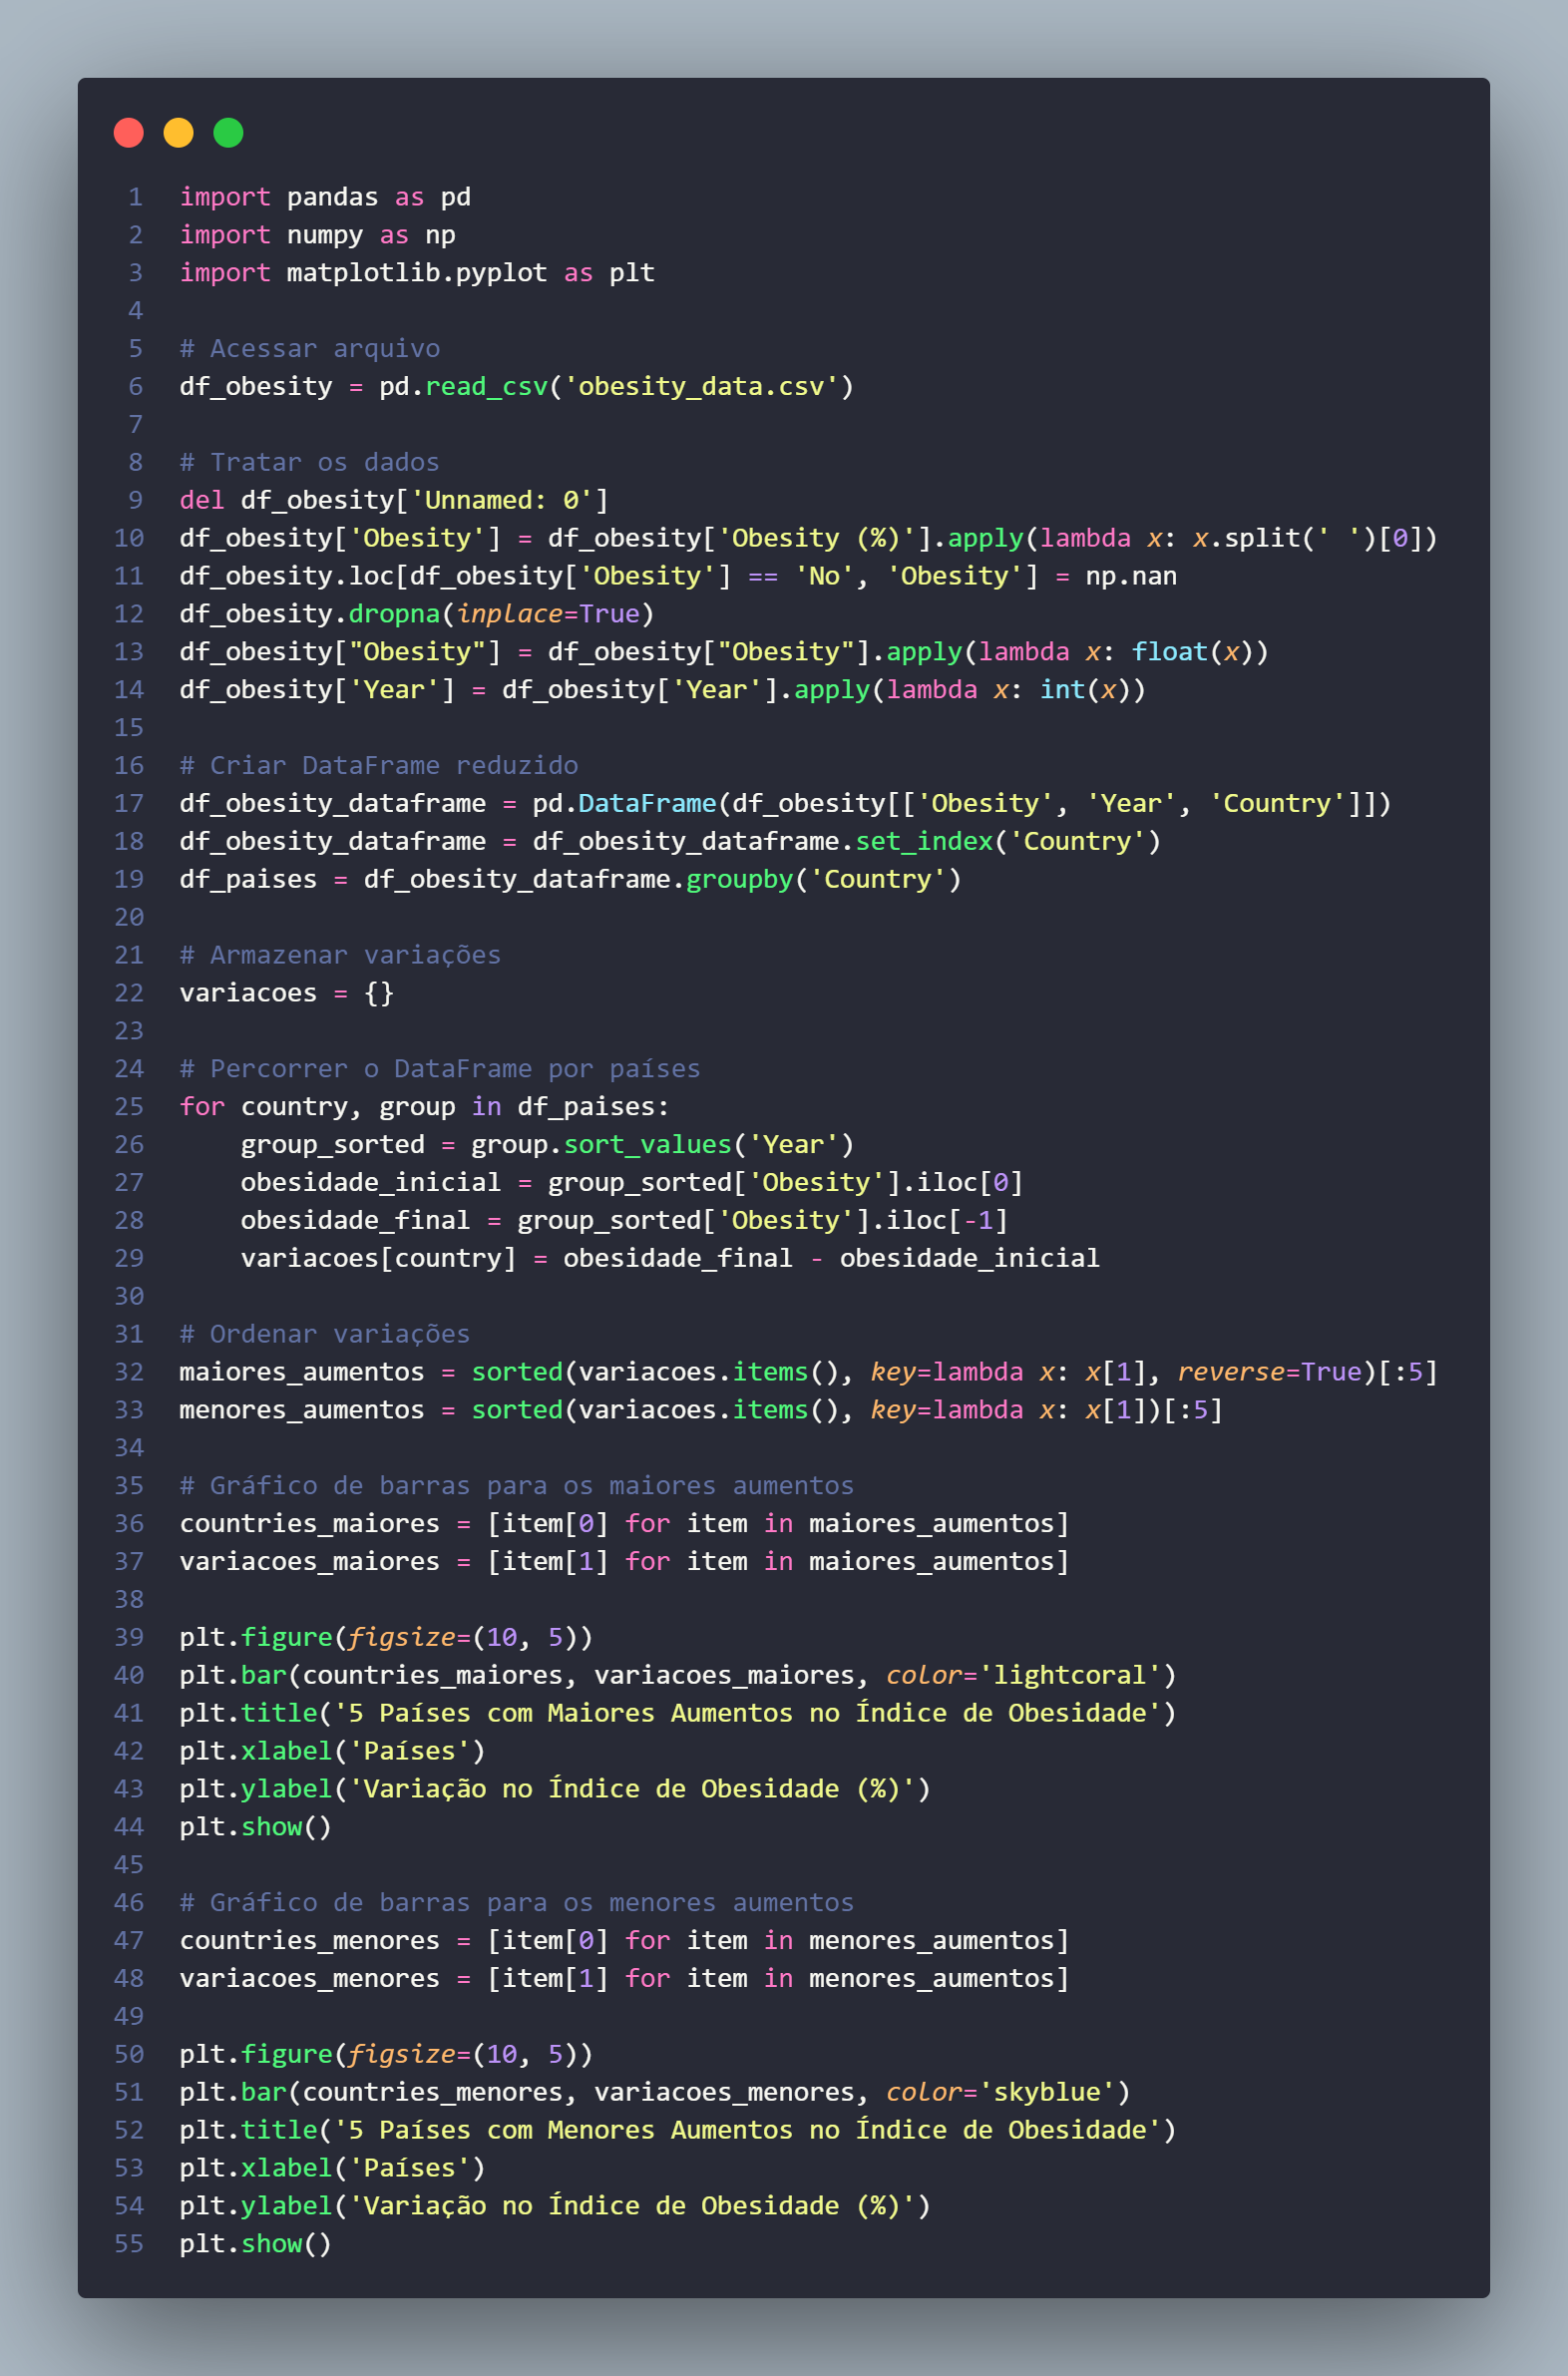 1 import pandas as pd
2 import numpy as np
3 import matplotlib.pyplot as plt
4
5 # Acessar arquivo
6 df_obesity = pd.read_csv('obesity_data.csv')
7
8 # Tratar os dados
9 del df_obesity['Unnamed: 0']
10 df_obesity['Obesity'] = df_obesity['Obesity (%)'].apply(lambda x: x.split(' ')[0])
11 df_obesity.loc[df_obesity['Obesity'] == 'No', 'Obesity'] = np.nan
12 df_obesity.dropna(inplace=True)
13 df_obesity["Obesity"] = df_obesity["Obesity"].apply(lambda x: float(x))
14 df_obesity['Year'] = df_obesity['Year'].apply(lambda x: int(x))
15
16 # Criar DataFrame reduzido
17 df_obesity_dataframe = pd.DataFrame(df_obesity[['Obesity', 'Year', 'Country']])
18 df_obesity_dataframe = df_obesity_dataframe.set_index('Country')
19 df_paises = df_obesity_dataframe.groupby('Country')
20
21 # Armazenar variações
22 variacoes = {}
23
24 # Percorrer o DataFrame por países
25 for country, group in df_paises:
26     group_sorted = group.sort_values('Year')
27     obesidade_inicial = group_sorted['Obesity'].iloc[0]
28     obesidade_final = group_sorted['Obesity'].iloc[-1]
29     variacoes[country] = obesidade_final - obesidade_inicial
30
31 # Ordenar variações
32 maiores_aumentos = sorted(variacoes.items(), key=lambda x: x[1], reverse=True)[:5]
33 menores_aumentos = sorted(variacoes.items(), key=lambda x: x[1])[:5]
34
35 # Gráfico de barras para os maiores aumentos
36 countries_maiores = [item[0] for item in maiores_aumentos]
37 variacoes_maiores = [item[1] for item in maiores_aumentos]
38
39 plt.figure(figsize=(10, 5))
40 plt.bar(countries_maiores, variacoes_maiores, color='lightcoral')
41 plt.title('5 Países com Maiores Aumentos no Índice de Obesidade')
42 plt.xlabel('Países')
43 plt.ylabel('Variação no Índice de Obesidade (%)')
44 plt.show()
45
46 # Gráfico de barras para os menores aumentos
47 countries_menores = [item[0] for item in menores_aumentos]
48 variacoes_menores = [item[1] for item in menores_aumentos]
49
50 plt.figure(figsize=(10, 5))
51 plt.bar(countries_menores, variacoes_menores, color='skyblue')
52 plt.title('5 Países com Menores Aumentos no Índice de Obesidade')
53 plt.xlabel('Países')
54 plt.ylabel('Variação no Índice de Obesidade (%)')
55 plt.show()